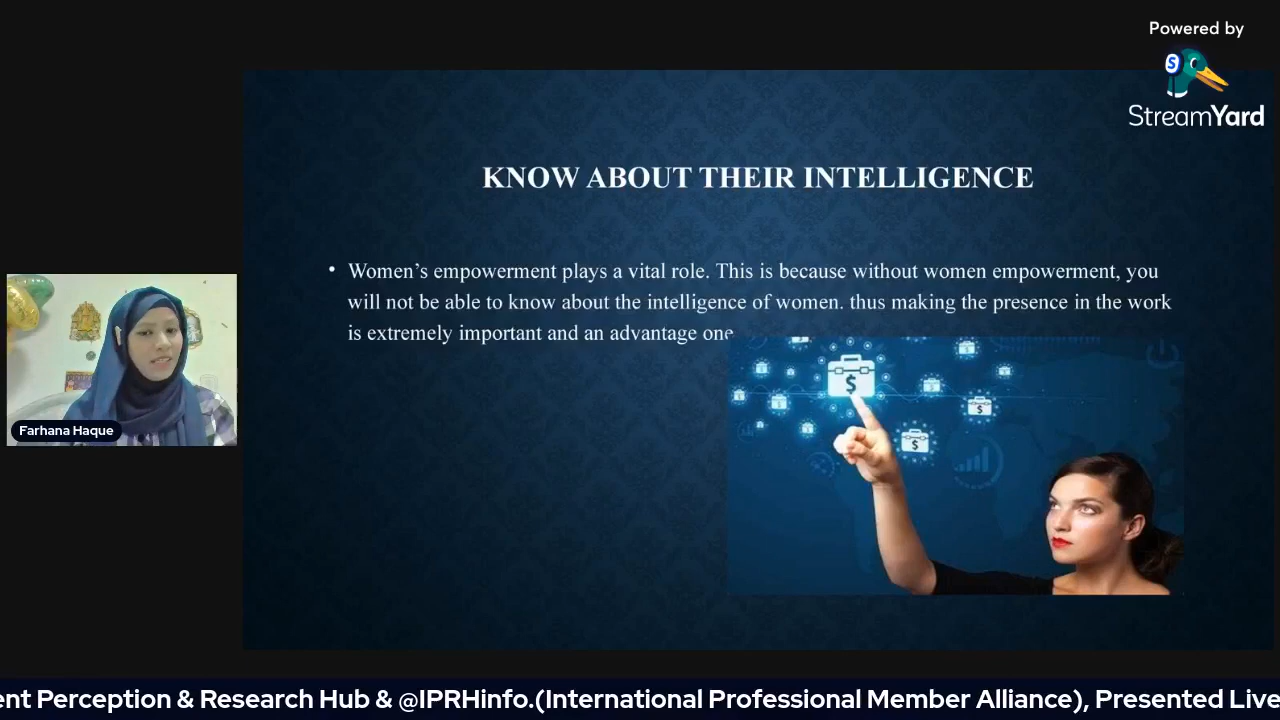 Powered by
StreamYard
KNOW ABOUT THEIR INTELLIGENCE
• Women's empowerment plays a vital role. This is because without women empowerment, you
will not be able to know about the intelligence of women. thus making the presence in the work
is extremely important and an advantage one
$
$
$
Farhana Haque
ent Perception & Research Hub & @IPRHinfo.(International Professional Member Alliance), Presented Live